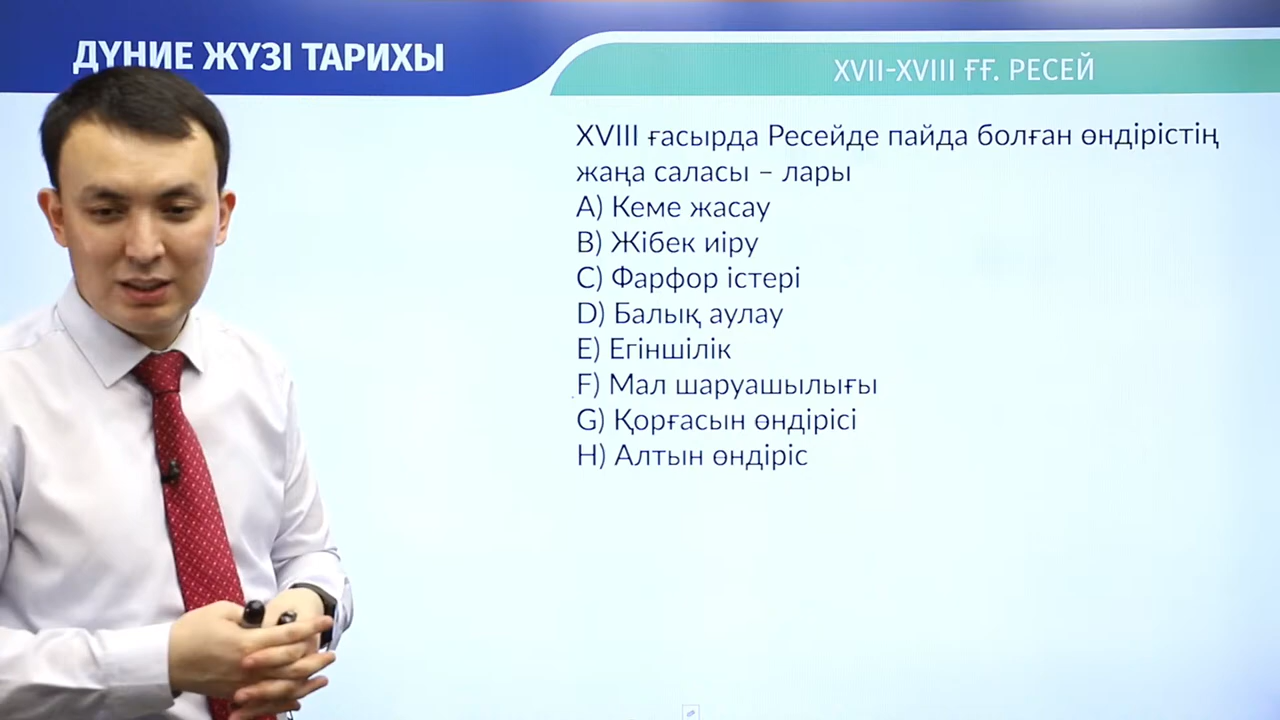 ДҮНИЕ ЖҮЗІ ТАРИХЫ
XVII-XVIII ҒҒ. РЕСЕЙ
XVIII ғасырда Ресейде пайда болған өндірістің
жаңа саласы – лары
A) Кеме жасау
B) Жібек иіру
C) Фарфор істері
D) Балық аулау
E) Егіншілік
F) Мал шаруашылығы
G) Қорғасын өндірісі
H) Алтын өндіріс